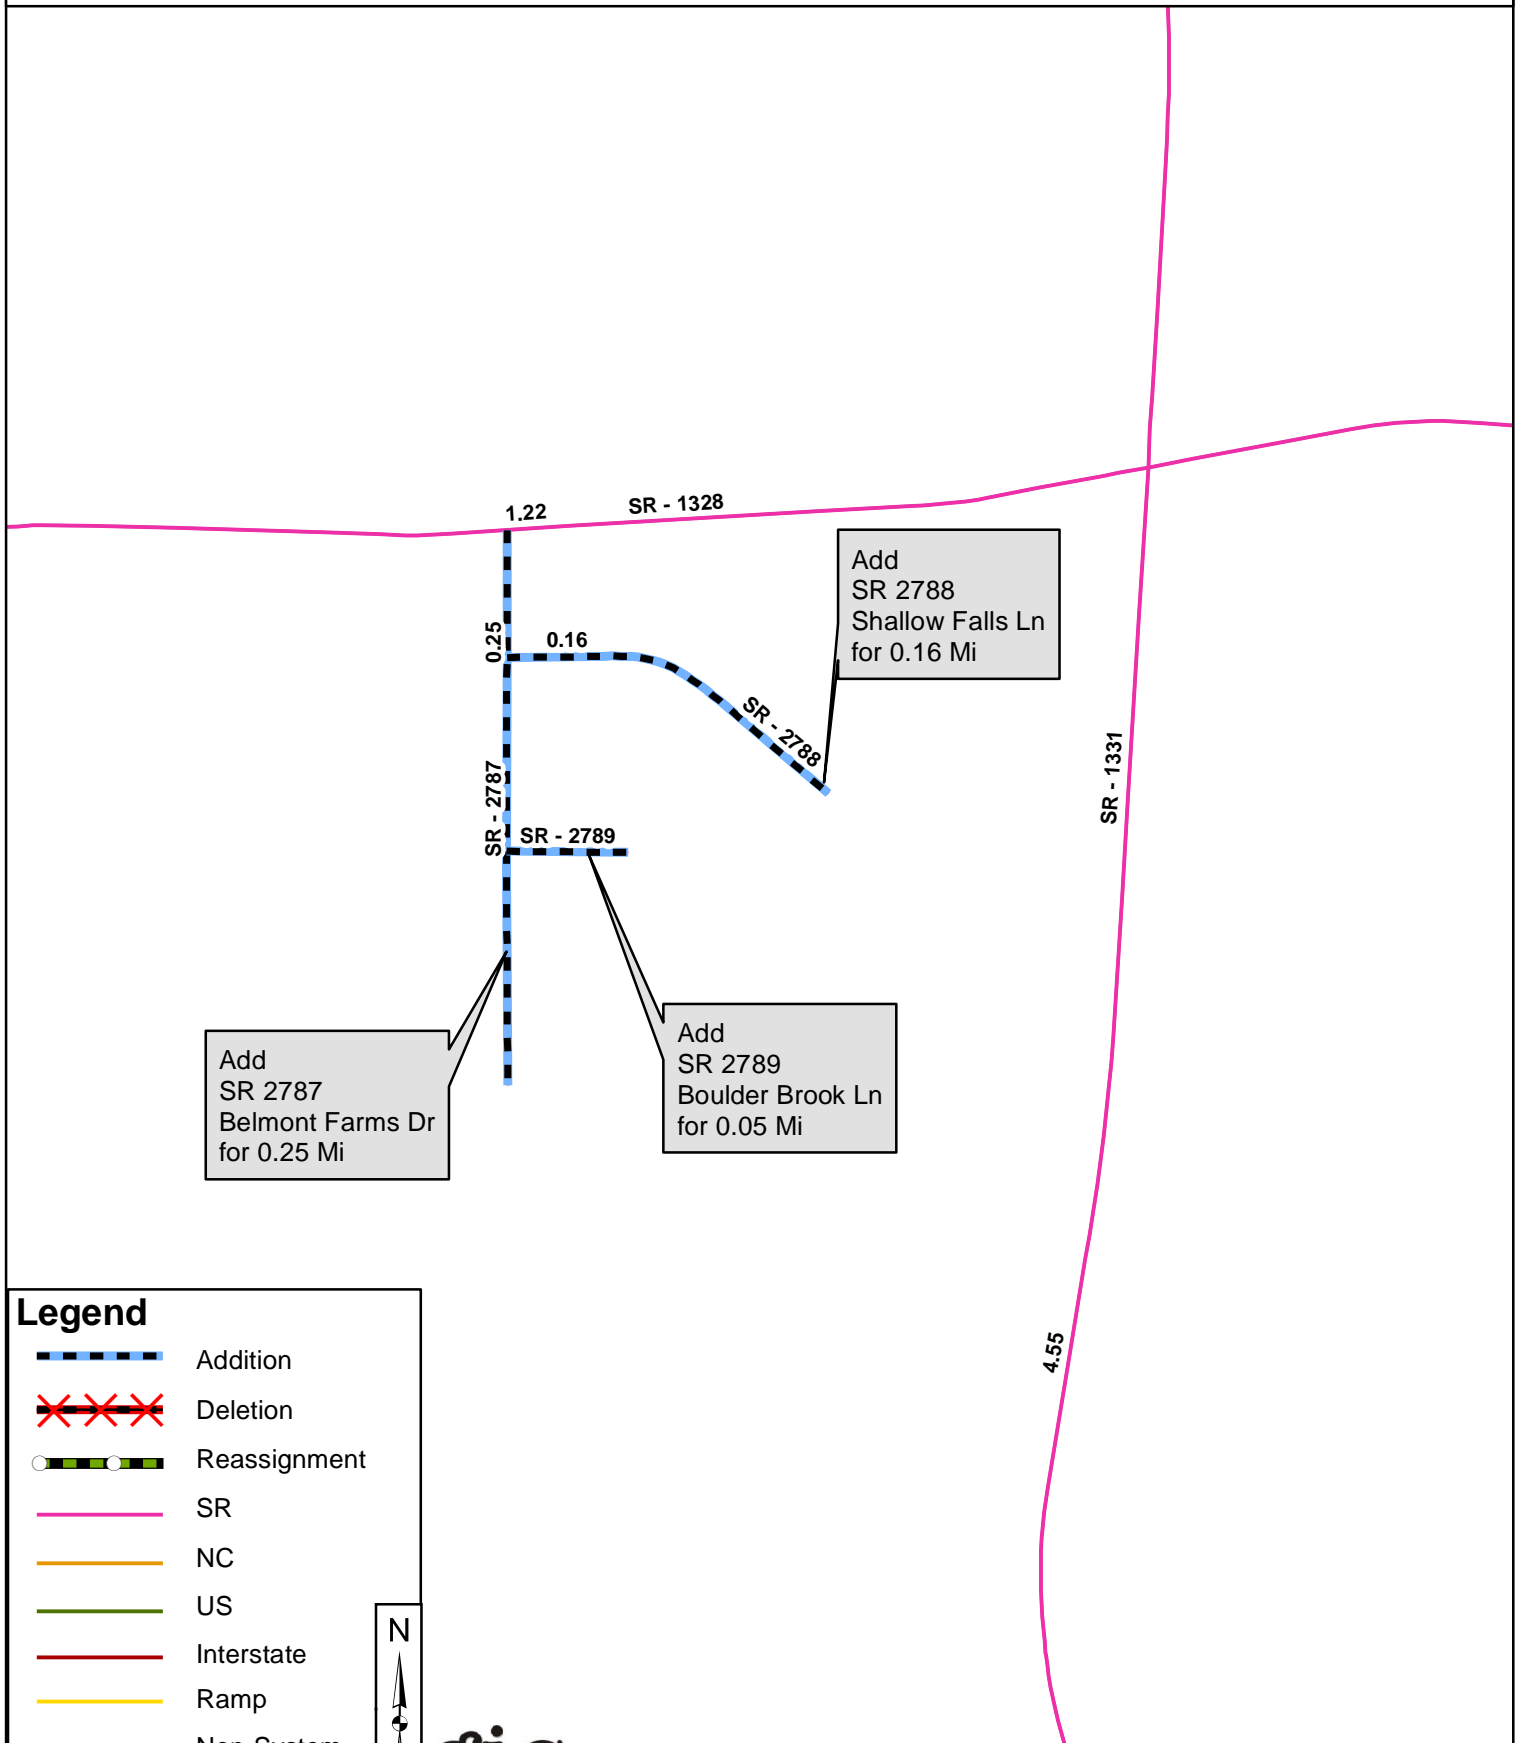 1.22
SR - 1328
Add
SR 2788
Shallow Falls Ln
for 0.16 Mi
0.25
0.16
SR - 2788
SR - 1331
SR - 2787
SR - 2789
Add
SR 2787
Belmont Farms Dr
for 0.25 Mi
Add
SR 2789
Boulder Brook Ln
for 0.05 Mi
4.55
Legend
Addition
Deletion
Reassignment
SR
NC
US
Interstate
Ramp
Non System
N